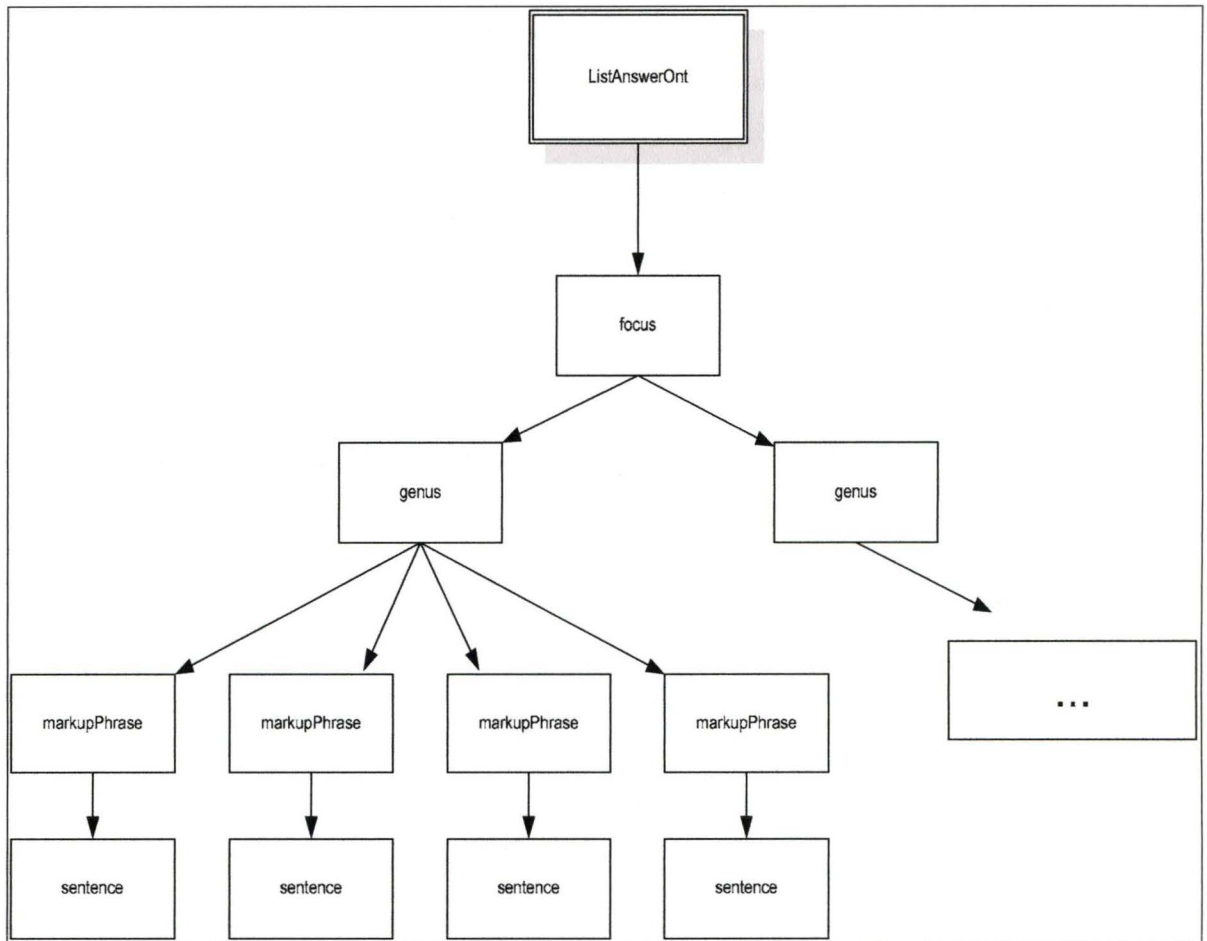 ListAnswerOnt
focus
genus
genus
markupPhrase
markupPhrase
markupPhrase
markupPhrase
...
sentence
sentence
sentence
sentence